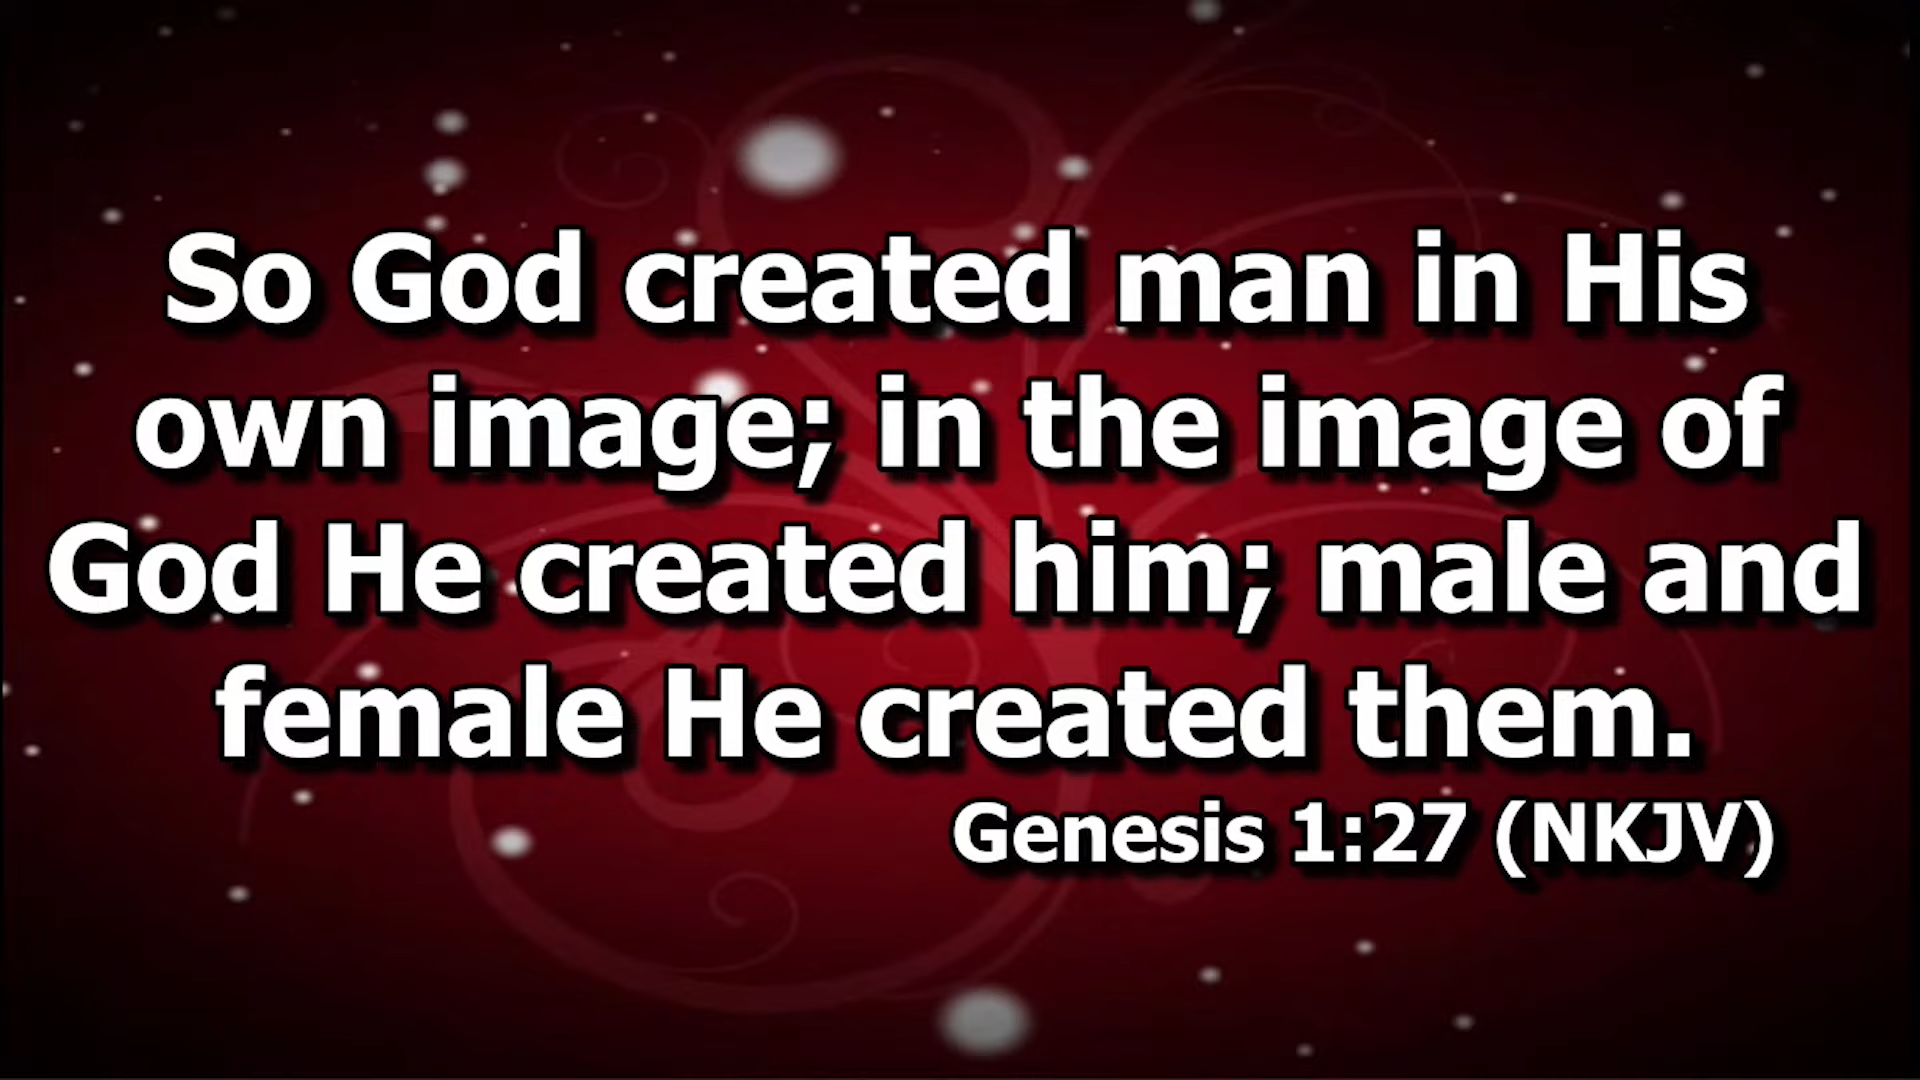 So God created man in His
own image; in the image of
God He created him; male and
female He created them.
Genesis 1:27 (NKJV)